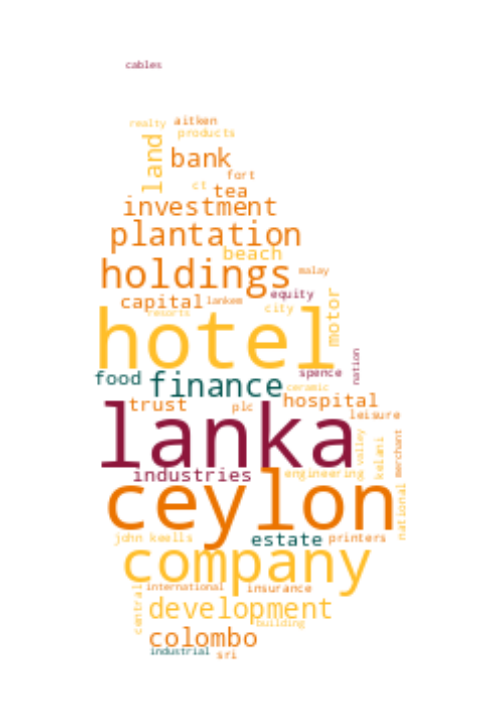 cables
realty aitken
products
land bank
fort
ct tea
investment
plantation
beach
holdings malay
equity
capital lankem
resorts city motor
hotel
nation
food finance spence
ceramic
trust plc hospital
leisure
lanka
valley kelani merchant
industries engineering
ceylon national
john keells estate printers
company
central international insurance
development
building
colombo
industrial sri